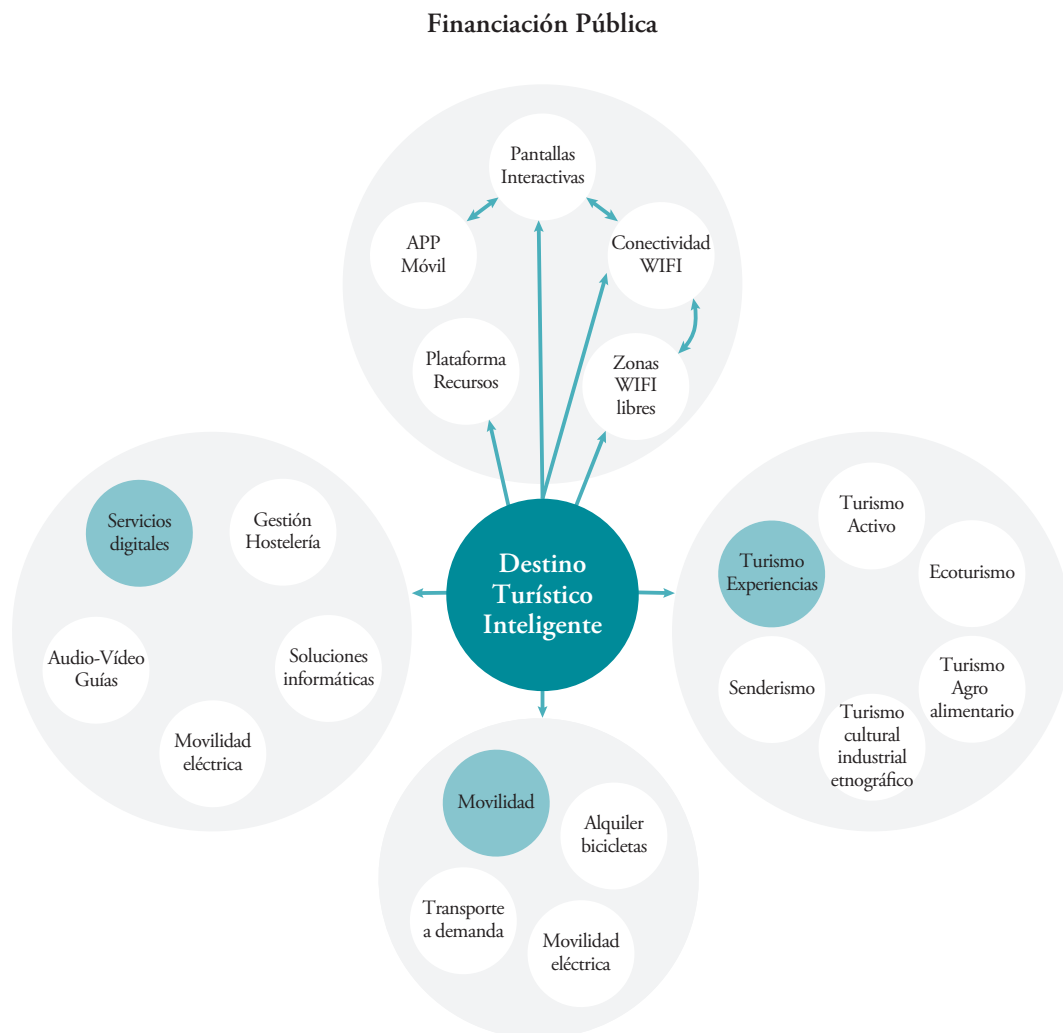 Financiación Pública
Pantallas
Interactivas
APP
Móvil
Conectividad
WIFI
Plataforma
Recursos
Zonas
WIFI
libres
Servicios
digitales
Gestión
Hostelería
Audio-Vídeo
Guías
Soluciones
informáticas
Movilidad
eléctrica
Destino
Turístico
Inteligente
Turismo
Activo
Turismo
Experiencias
Ecoturismo
Senderismo
Turismo
Agro
alimentario
Turismo
cultural
industrial
etnográfico
Movilidad
Alquiler
bicicletas
Transporte
a demanda
Movilidad
eléctrica